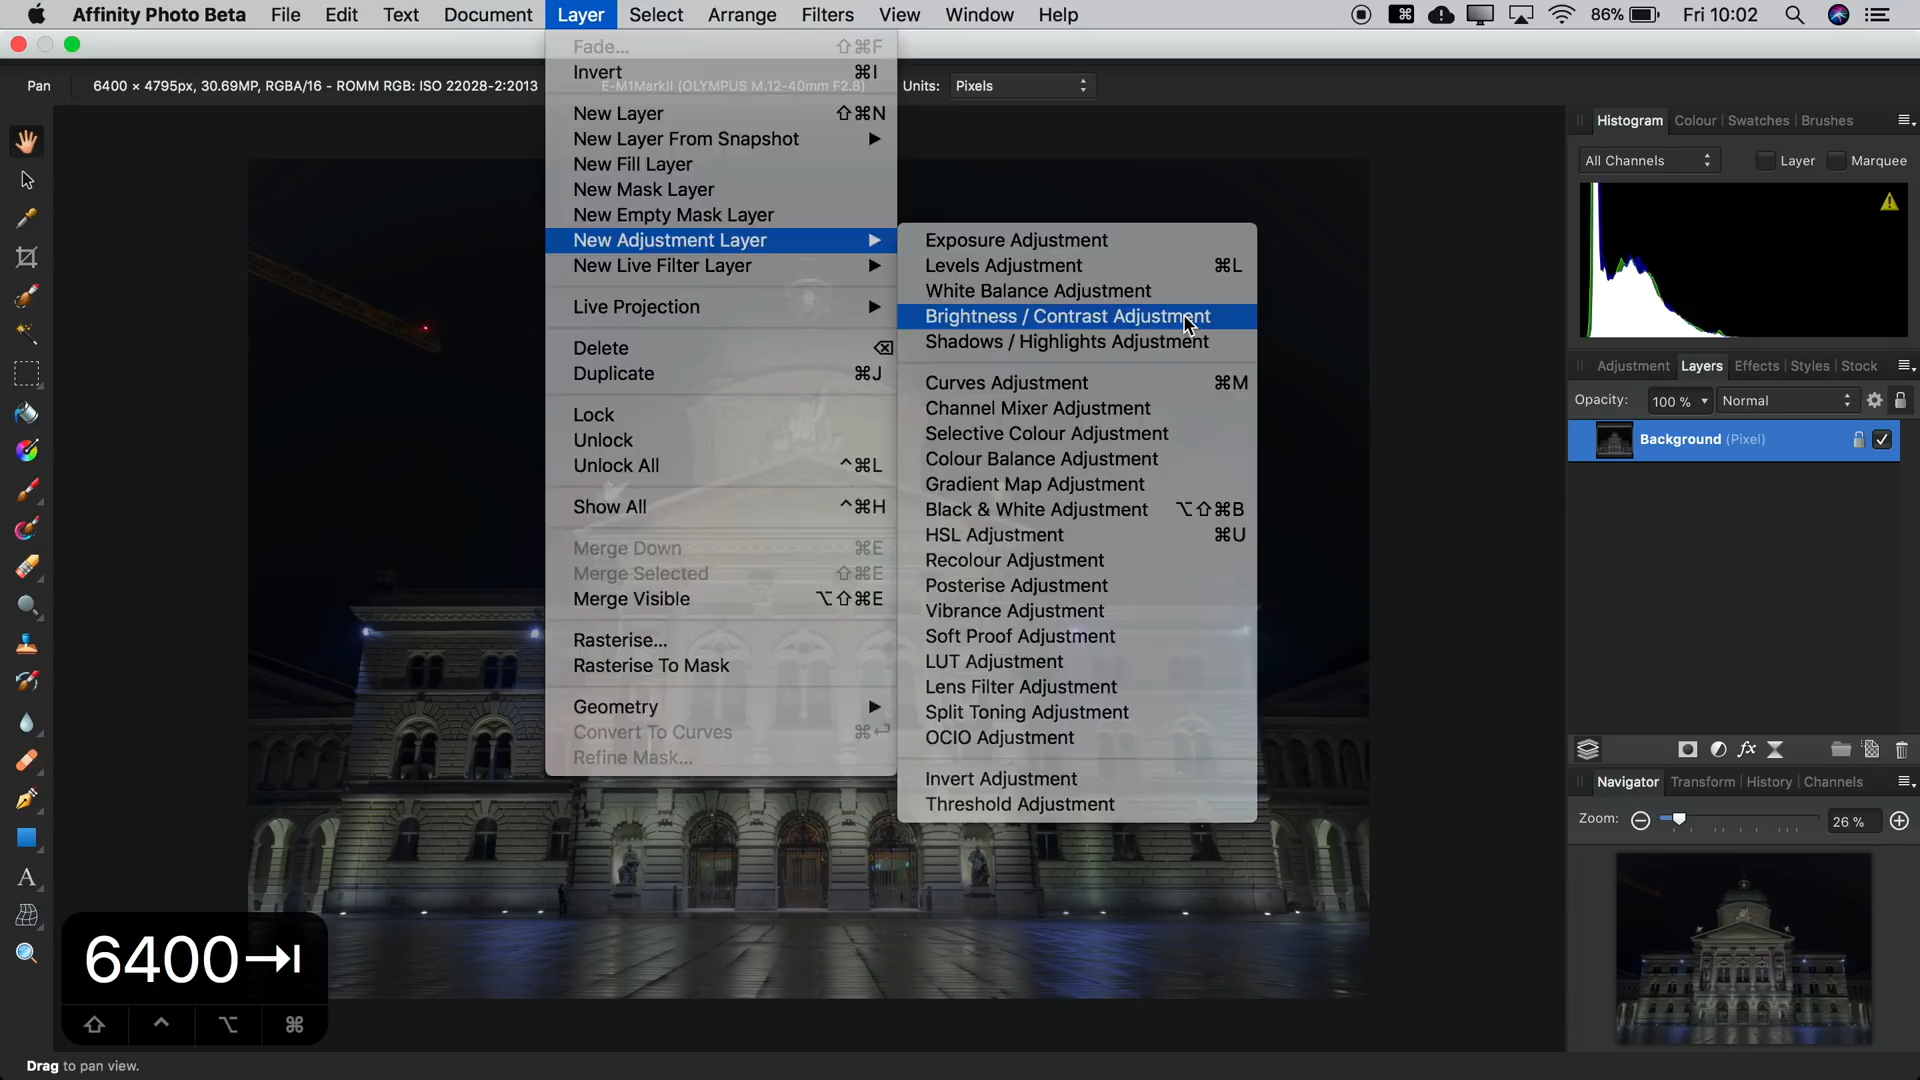 Affinity Photo Beta File Edit Text Document Layer Select Arrange Filters View Window Help 86% Fri 10:02
Pan 6400 × 4795px, 30.69MP, RGBA/16 - ROMM RGB: ISO 22028-2:2013 E-M1MarkII (OLYMPUS M.12-40mm F2.8) Units: Pixels
Fade... ⇧⌘F
Invert ⌘I
New Layer ⇧⌘N
New Layer From Snapshot
New Fill Layer
New Mask Layer
New Empty Mask Layer
New Adjustment Layer
New Live Filter Layer
Live Projection
Delete ⌫
Duplicate ⌘J
Lock
Unlock
Unlock All ^⌘L
Show All ^⌘H
Merge Down ⌘E
Merge Selected ⇧⌘E
Merge Visible ⌥⇧⌘E
Rasterise...
Rasterise To Mask
Geometry
Convert To Curves ⌘↩
Refine Mask...
Exposure Adjustment
Levels Adjustment ⌘L
White Balance Adjustment
Brightness / Contrast Adjustment
Shadows / Highlights Adjustment
Curves Adjustment ⌘M
Channel Mixer Adjustment
Selective Colour Adjustment
Colour Balance Adjustment
Gradient Map Adjustment
Black & White Adjustment ⌥⇧⌘B
HSL Adjustment ⌘U
Recolour Adjustment
Posterise Adjustment
Vibrance Adjustment
Soft Proof Adjustment
LUT Adjustment
Lens Filter Adjustment
Split Toning Adjustment
OCIO Adjustment
Invert Adjustment
Threshold Adjustment
Histogram Colour Swatches Brushes
All Channels Layer Marquee
Adjustment Layers Effects Styles Stock
Opacity: 100 % Normal
Background (Pixel)
fx
Navigator Transform History Channels
Zoom: 26 %
6400⇥
⇧ ^ ⌥ ⌘
Drag to pan view.